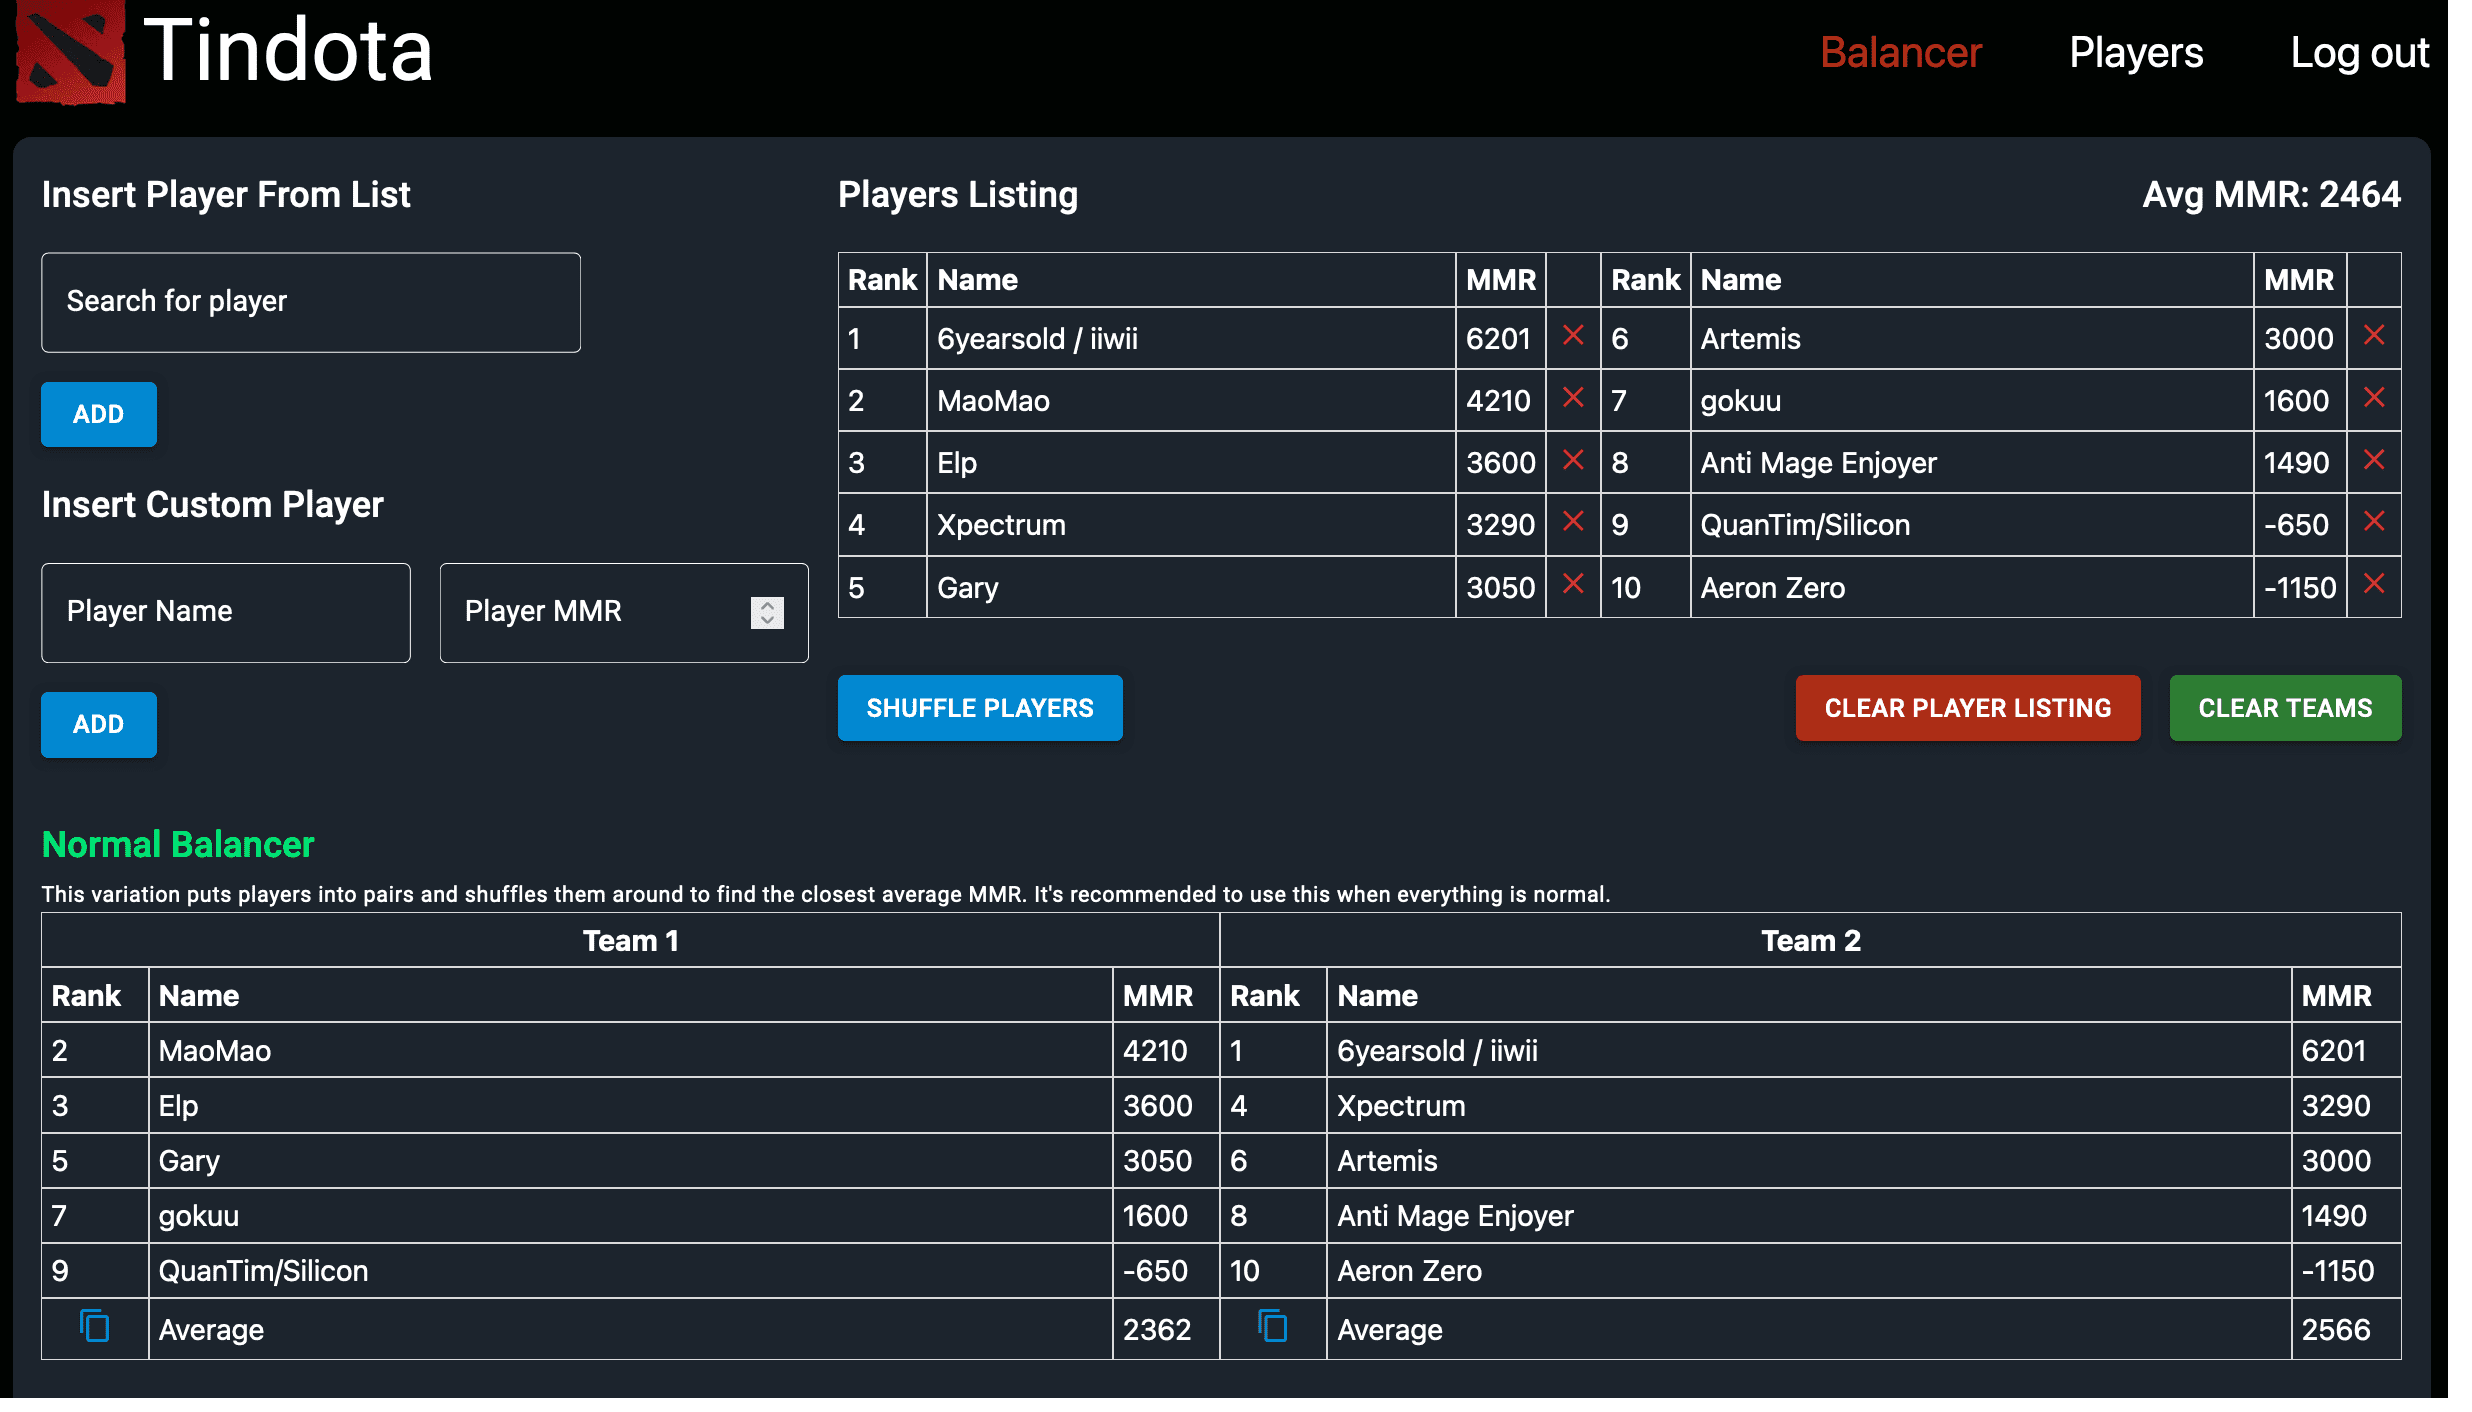 Tindota
Balancer Players Log out
Insert Player From List
Search for player
ADD
Insert Custom Player
Player Name Player MMR
ADD
Players Listing Avg MMR: 2464
Rank Name MMR Rank Name MMR
1 6yearsold / iiwii 6201 6 Artemis 3000
2 MaoMao 4210 7 gokuu 1600
3 Elp 3600 8 Anti Mage Enjoyer 1490
4 Xpectrum 3290 9 QuanTim/Silicon -650
5 Gary 3050 10 Aeron Zero -1150
SHUFFLE PLAYERS CLEAR PLAYER LISTING CLEAR TEAMS
Normal Balancer
This variation puts players into pairs and shuffles them around to find the closest average MMR. It's recommended to use this when everything is normal.
Team 1 Team 2
Rank Name MMR Rank Name MMR
2 MaoMao 4210 1 6yearsold / iiwii 6201
3 Elp 3600 4 Xpectrum 3290
5 Gary 3050 6 Artemis 3000
7 gokuu 1600 8 Anti Mage Enjoyer 1490
9 QuanTim/Silicon -650 10 Aeron Zero -1150
Average 2362 Average 2566